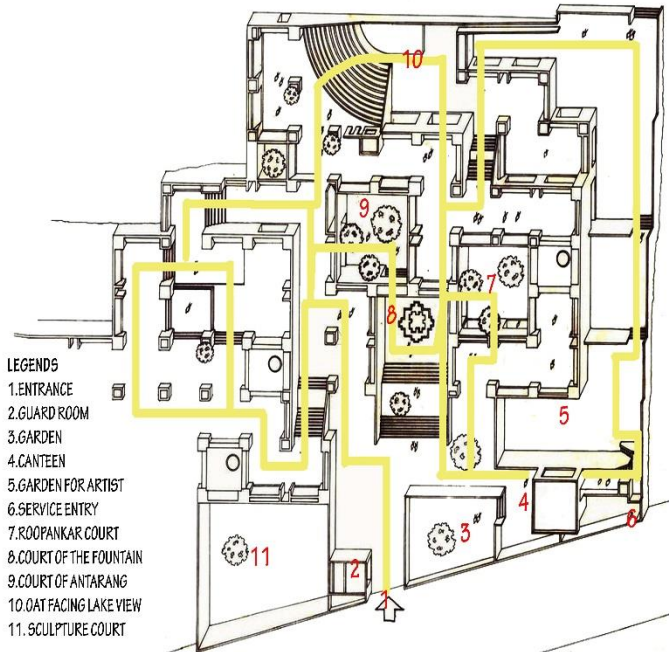 10
9
7
8
LEGENDS
1.ENTRANCE
2.GUARD ROOM
3.GARDEN
4.CANTEEN
5.GARDEN FOR ARTIST
6.SERVICE ENTRY
7.ROOPANKAR COURT
8.COURT OF THE FOUNTAIN
9.COURT OF ANTARANG
10.OAT FACING LAKE VIEW
11. SCULPTURE COURT
5
4
6
3
11
2
1